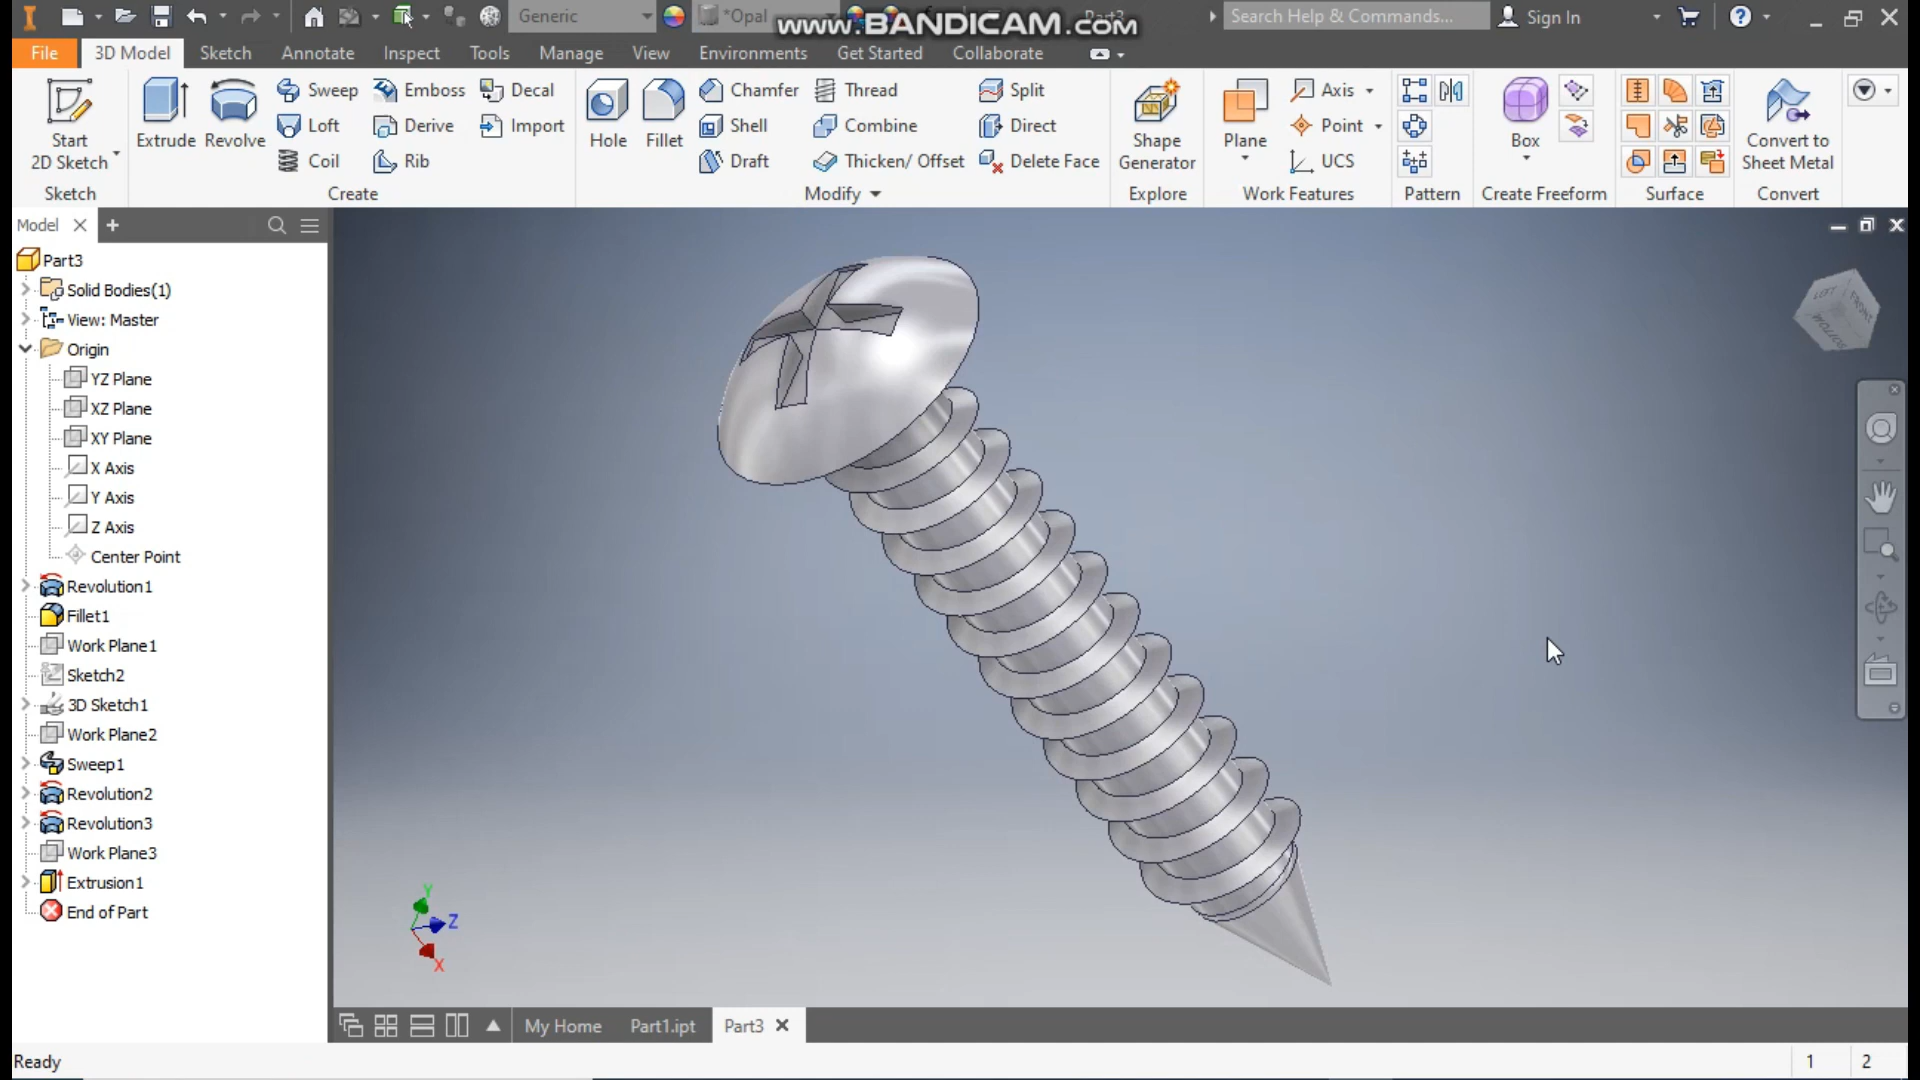 Generic
*Opal
www.BANDICAM.com
Search Help & Commands...
Sign In
File
3D Model
Sketch
Annotate
Inspect
Tools
Manage
View
Environments
Get Started
Collaborate
Start
2D Sketch
Extrude
Revolve
Sweep
Loft
Coil
Emboss
Derive
Rib
Decal
Import
Hole
Fillet
Chamfer
Shell
Draft
Thread
Combine
Thicken/ Offset
Split
Direct
Delete Face
Shape
Generator
Plane
Axis
Point
UCS
Box
Convert to
Sheet Metal
Sketch
Create
Modify
Explore
Work Features
Pattern
Create Freeform
Surface
Convert
Model
Part3
Solid Bodies(1)
View: Master
Origin
YZ Plane
XZ Plane
XY Plane
X Axis
Y Axis
Z Axis
Center Point
Revolution1
Fillet1
Work Plane1
Sketch2
3D Sketch1
Work Plane2
Sweep1
Revolution2
Revolution3
Work Plane3
Extrusion1
End of Part
LEFT
FRONT
BOTTOM
Y
Z
X
My Home
Part1.ipt
Part3
Ready
1
2